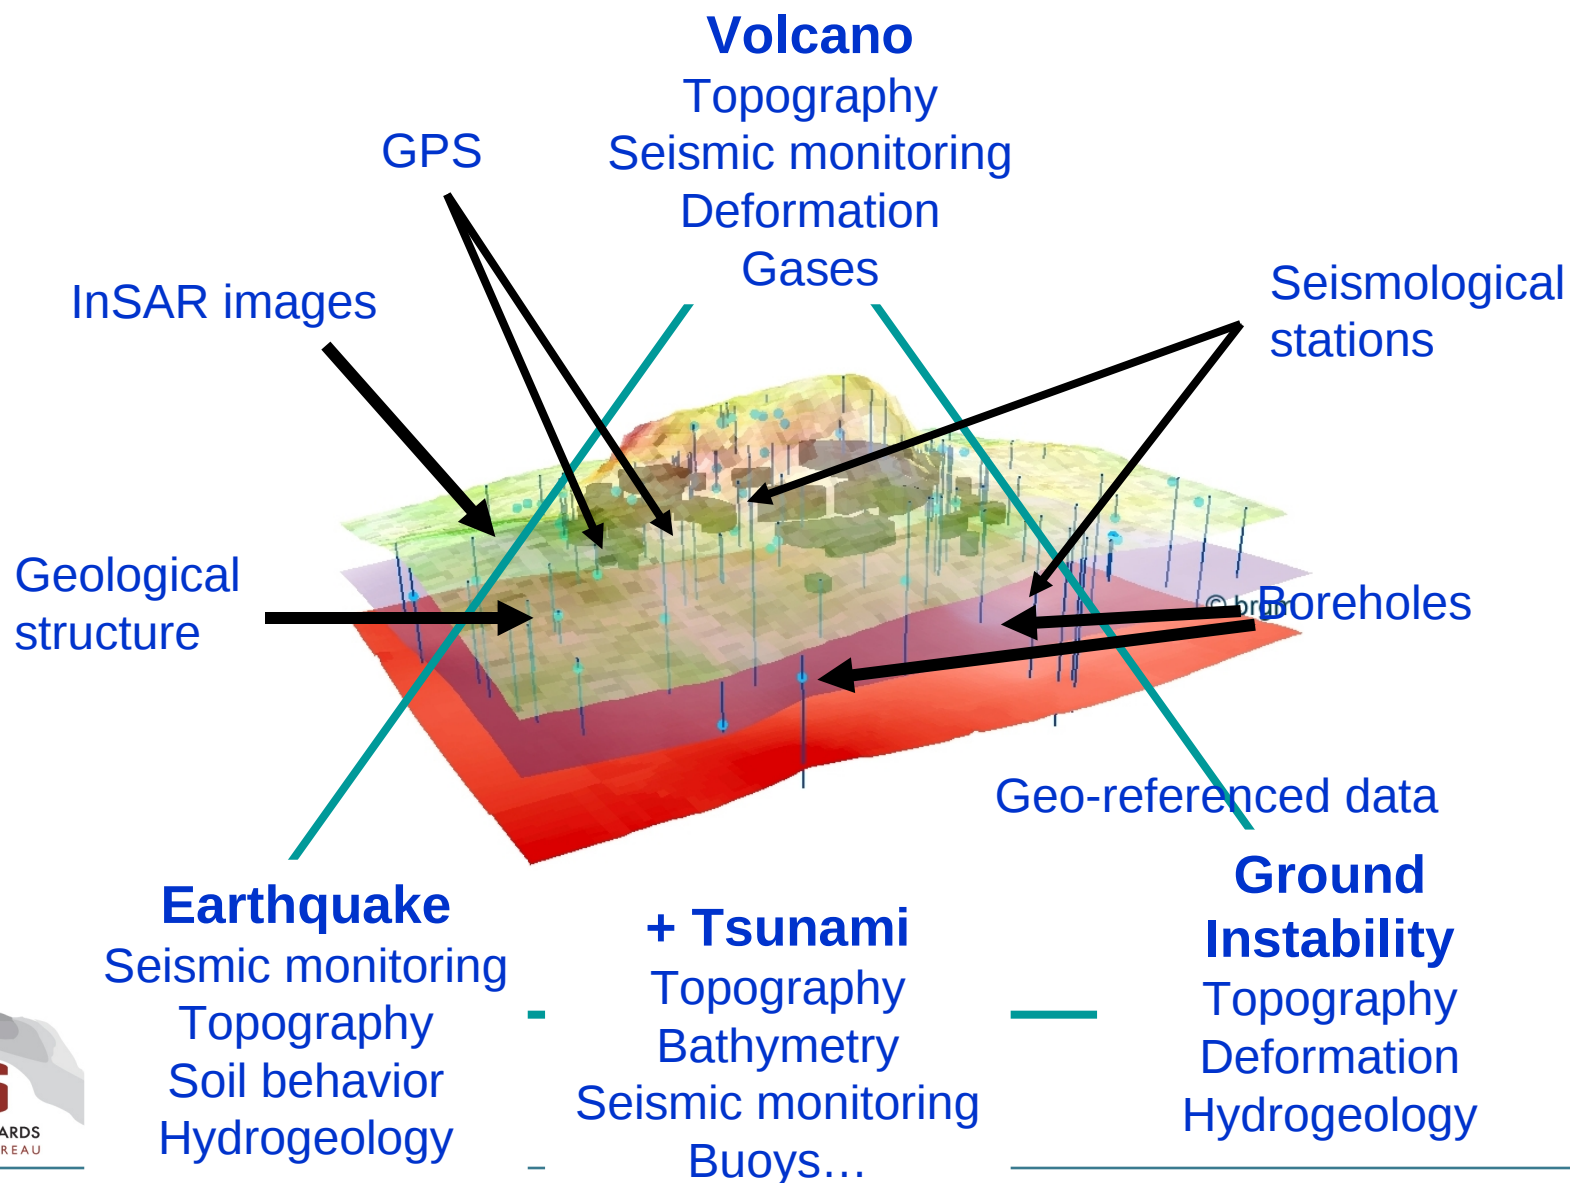 Volcano
Topography
Seismic monitoring
Deformation
Gases
GPS
InSAR images
Seismological
stations
Geological
structure
© brgm
Boreholes
Geo-referenced data
Earthquake
Seismic monitoring
Topography
Soil behavior
Hydrogeology
+ Tsunami
Topography
Bathymetry
Seismic monitoring
Buoys…
Ground
Instability
Topography
Deformation
Hydrogeology